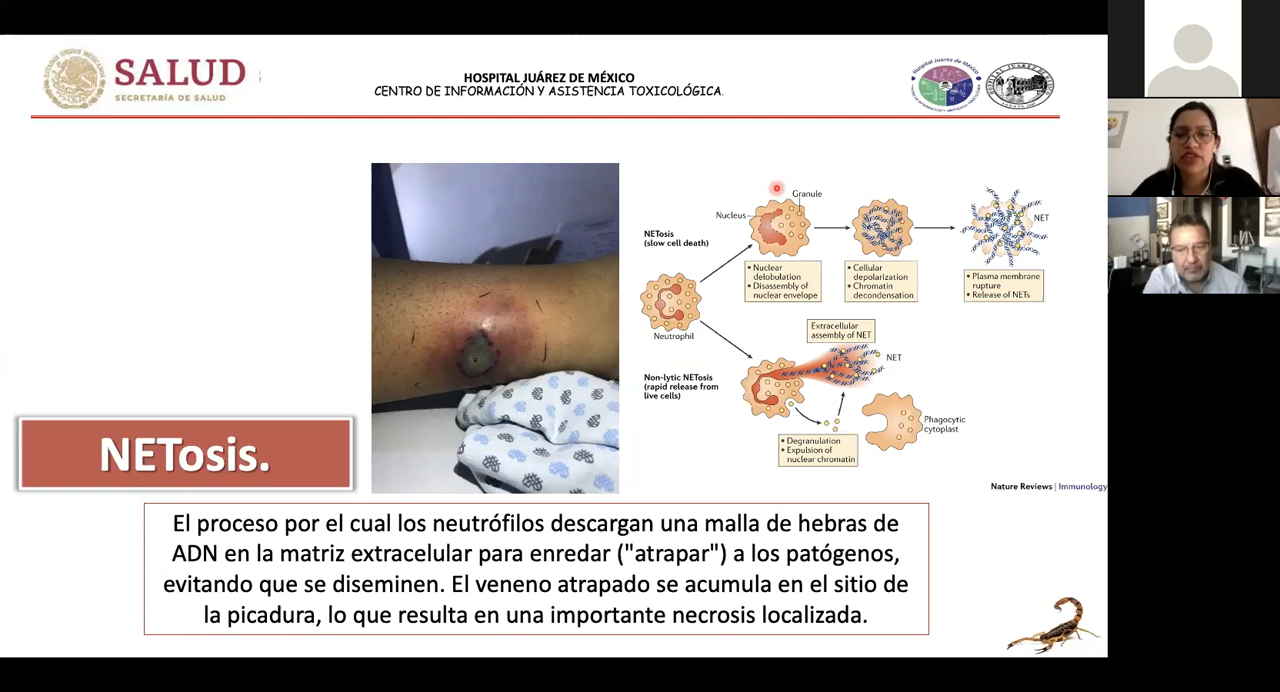 SALUD
SECRETARÍA DE SALUD
HOSPITAL JUÁREZ DE MÉXICO
CENTRO DE INFORMACIÓN Y ASISTENCIA TOXICOLÓGICA.
Granule
Nucleus
NET
NETosis
(slow cell death)
• Nuclear
delobulation
• Disassembly of
nuclear envelope
• Cellular
depolarization
• Chromatin
decondensation
• Plasma membrane
rupture
• Release of NETs
Neutrophil
Extracellular
assembly of NET
NET
Non-lytic NETosis
(rapid release from
live cells)
Phagocytic
cytoplast
• Degranulation
• Expulsion of
nuclear chromatin
Nature Reviews | Immunology
NETosis.
El proceso por el cual los neutrófilos descargan una malla de hebras de
ADN en la matriz extracelular para enredar ("atrapar") a los patógenos,
evitando que se diseminen. El veneno atrapado se acumula en el sitio de
la picadura, lo que resulta en una importante necrosis localizada.